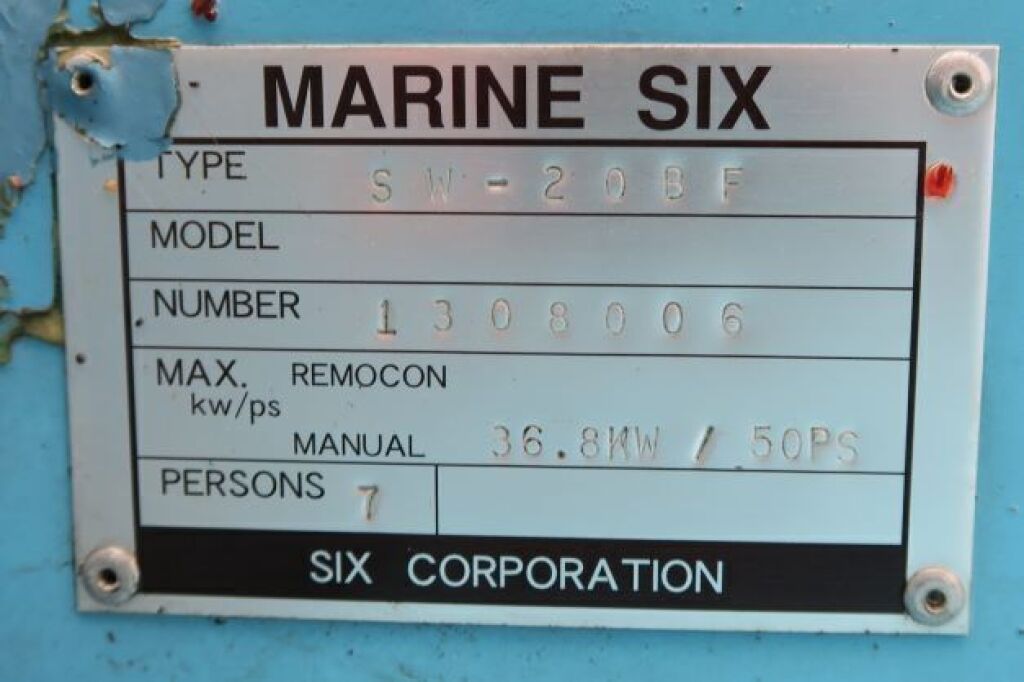 MARINE SIX
TYPE SW-20BF
MODEL
NUMBER 1308006
MAX. REMOCON
kw/ps
MANUAL 36.8KW / 50PS
PERSONS 7
SIX CORPORATION